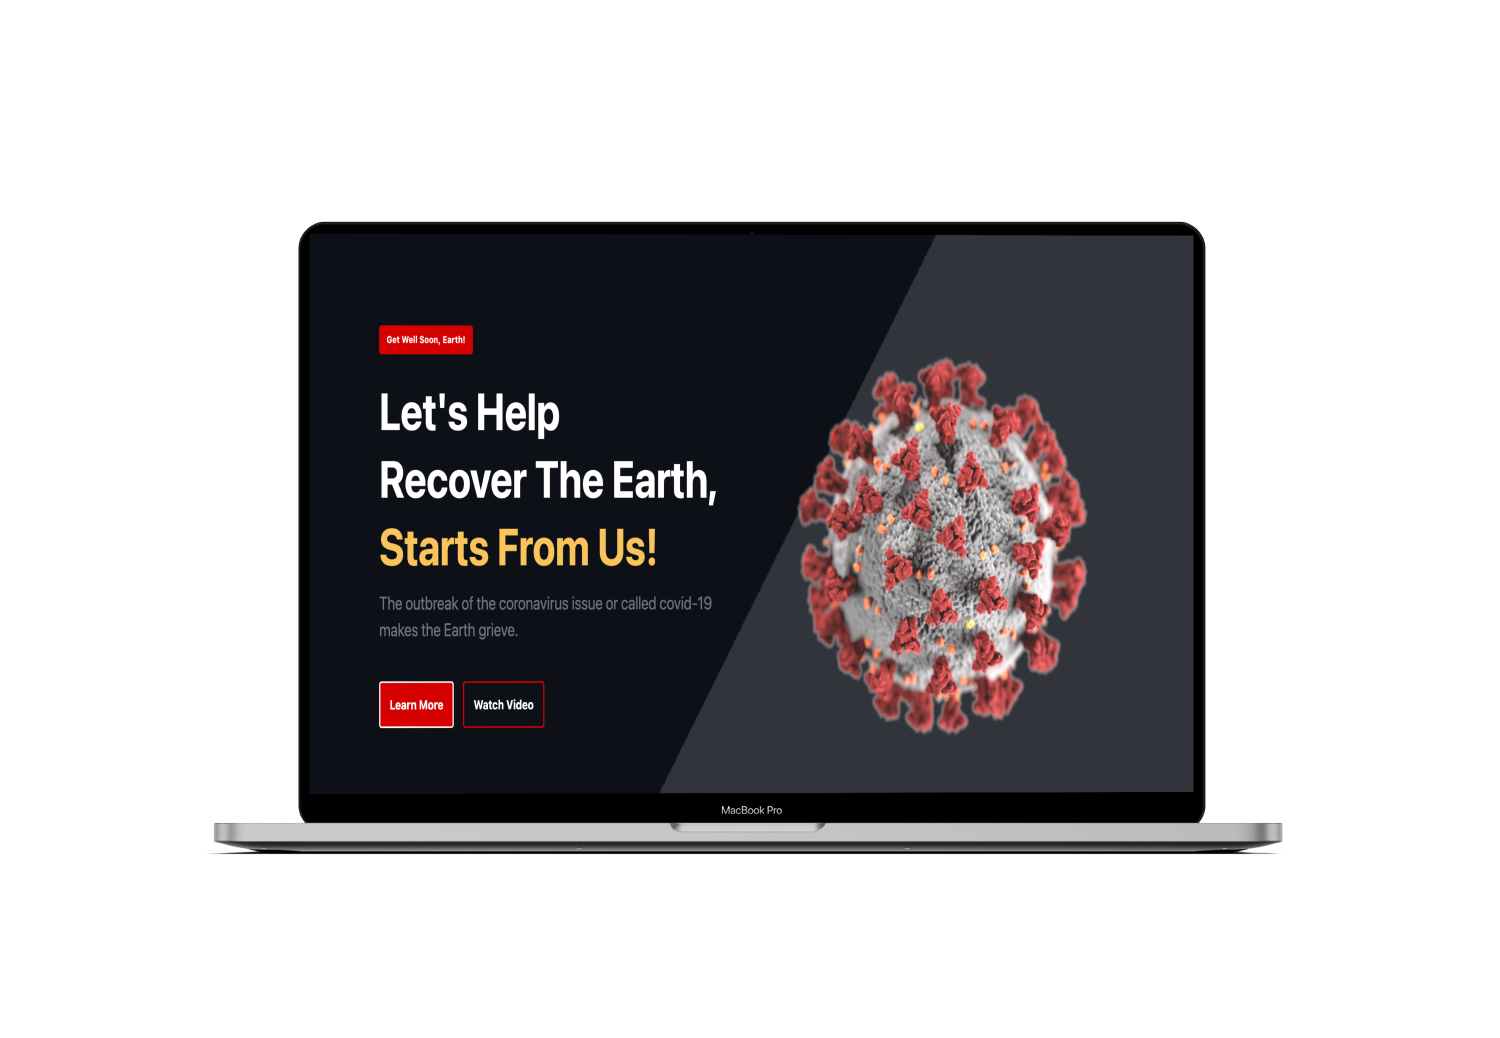 Get Well Soon, Earth!
Let's Help
Recover The Earth,
Starts From Us!
The outbreak of the coronavirus issue or called covid-19
makes the Earth grieve.
Learn More
Watch Video
MacBook Pro